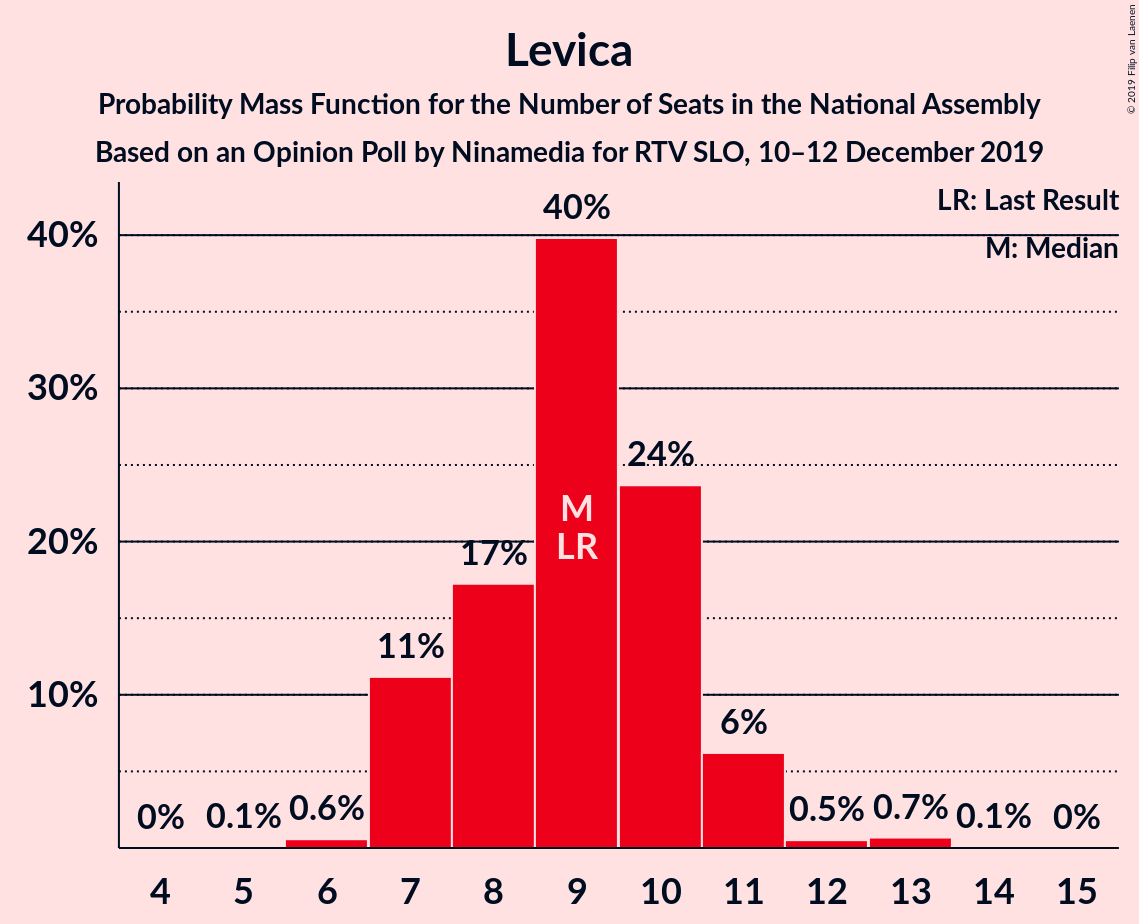 © 2019 Filip van Laenen
Levica
Probability Mass Function for the Number of Seats in the National Assembly
Based on an Opinion Poll by Ninamedia for RTV SLO, 10–12 December 2019
LR: Last Result
M: Median
40%
30%
20%
10%
0%
0.1%
0.6%
11%
17%
40%
24%
6%
0.5%
0.7%
0.1%
0%
M
LR
4 5 6 7 8 9 10 11 12 13 14 15